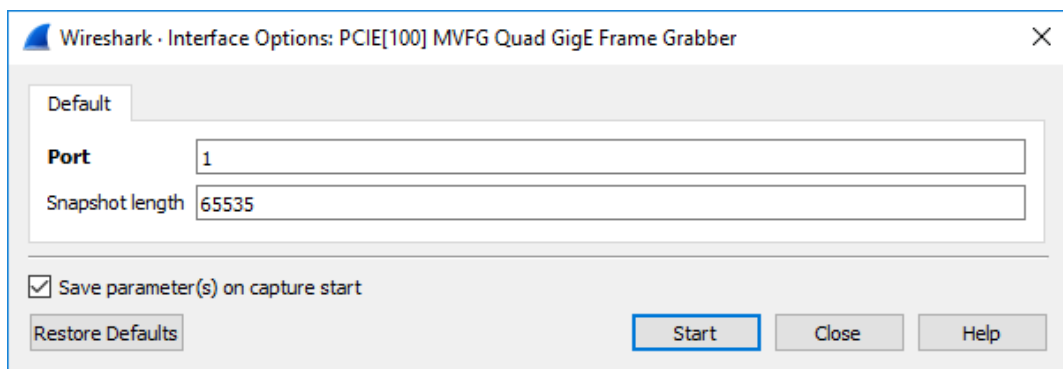 Wireshark · Interface Options: PCIE[100] MVFG Quad GigE Frame Grabber
Default
Port 1
Snapshot length 65535
Save parameter(s) on capture start
Restore Defaults Start Close Help